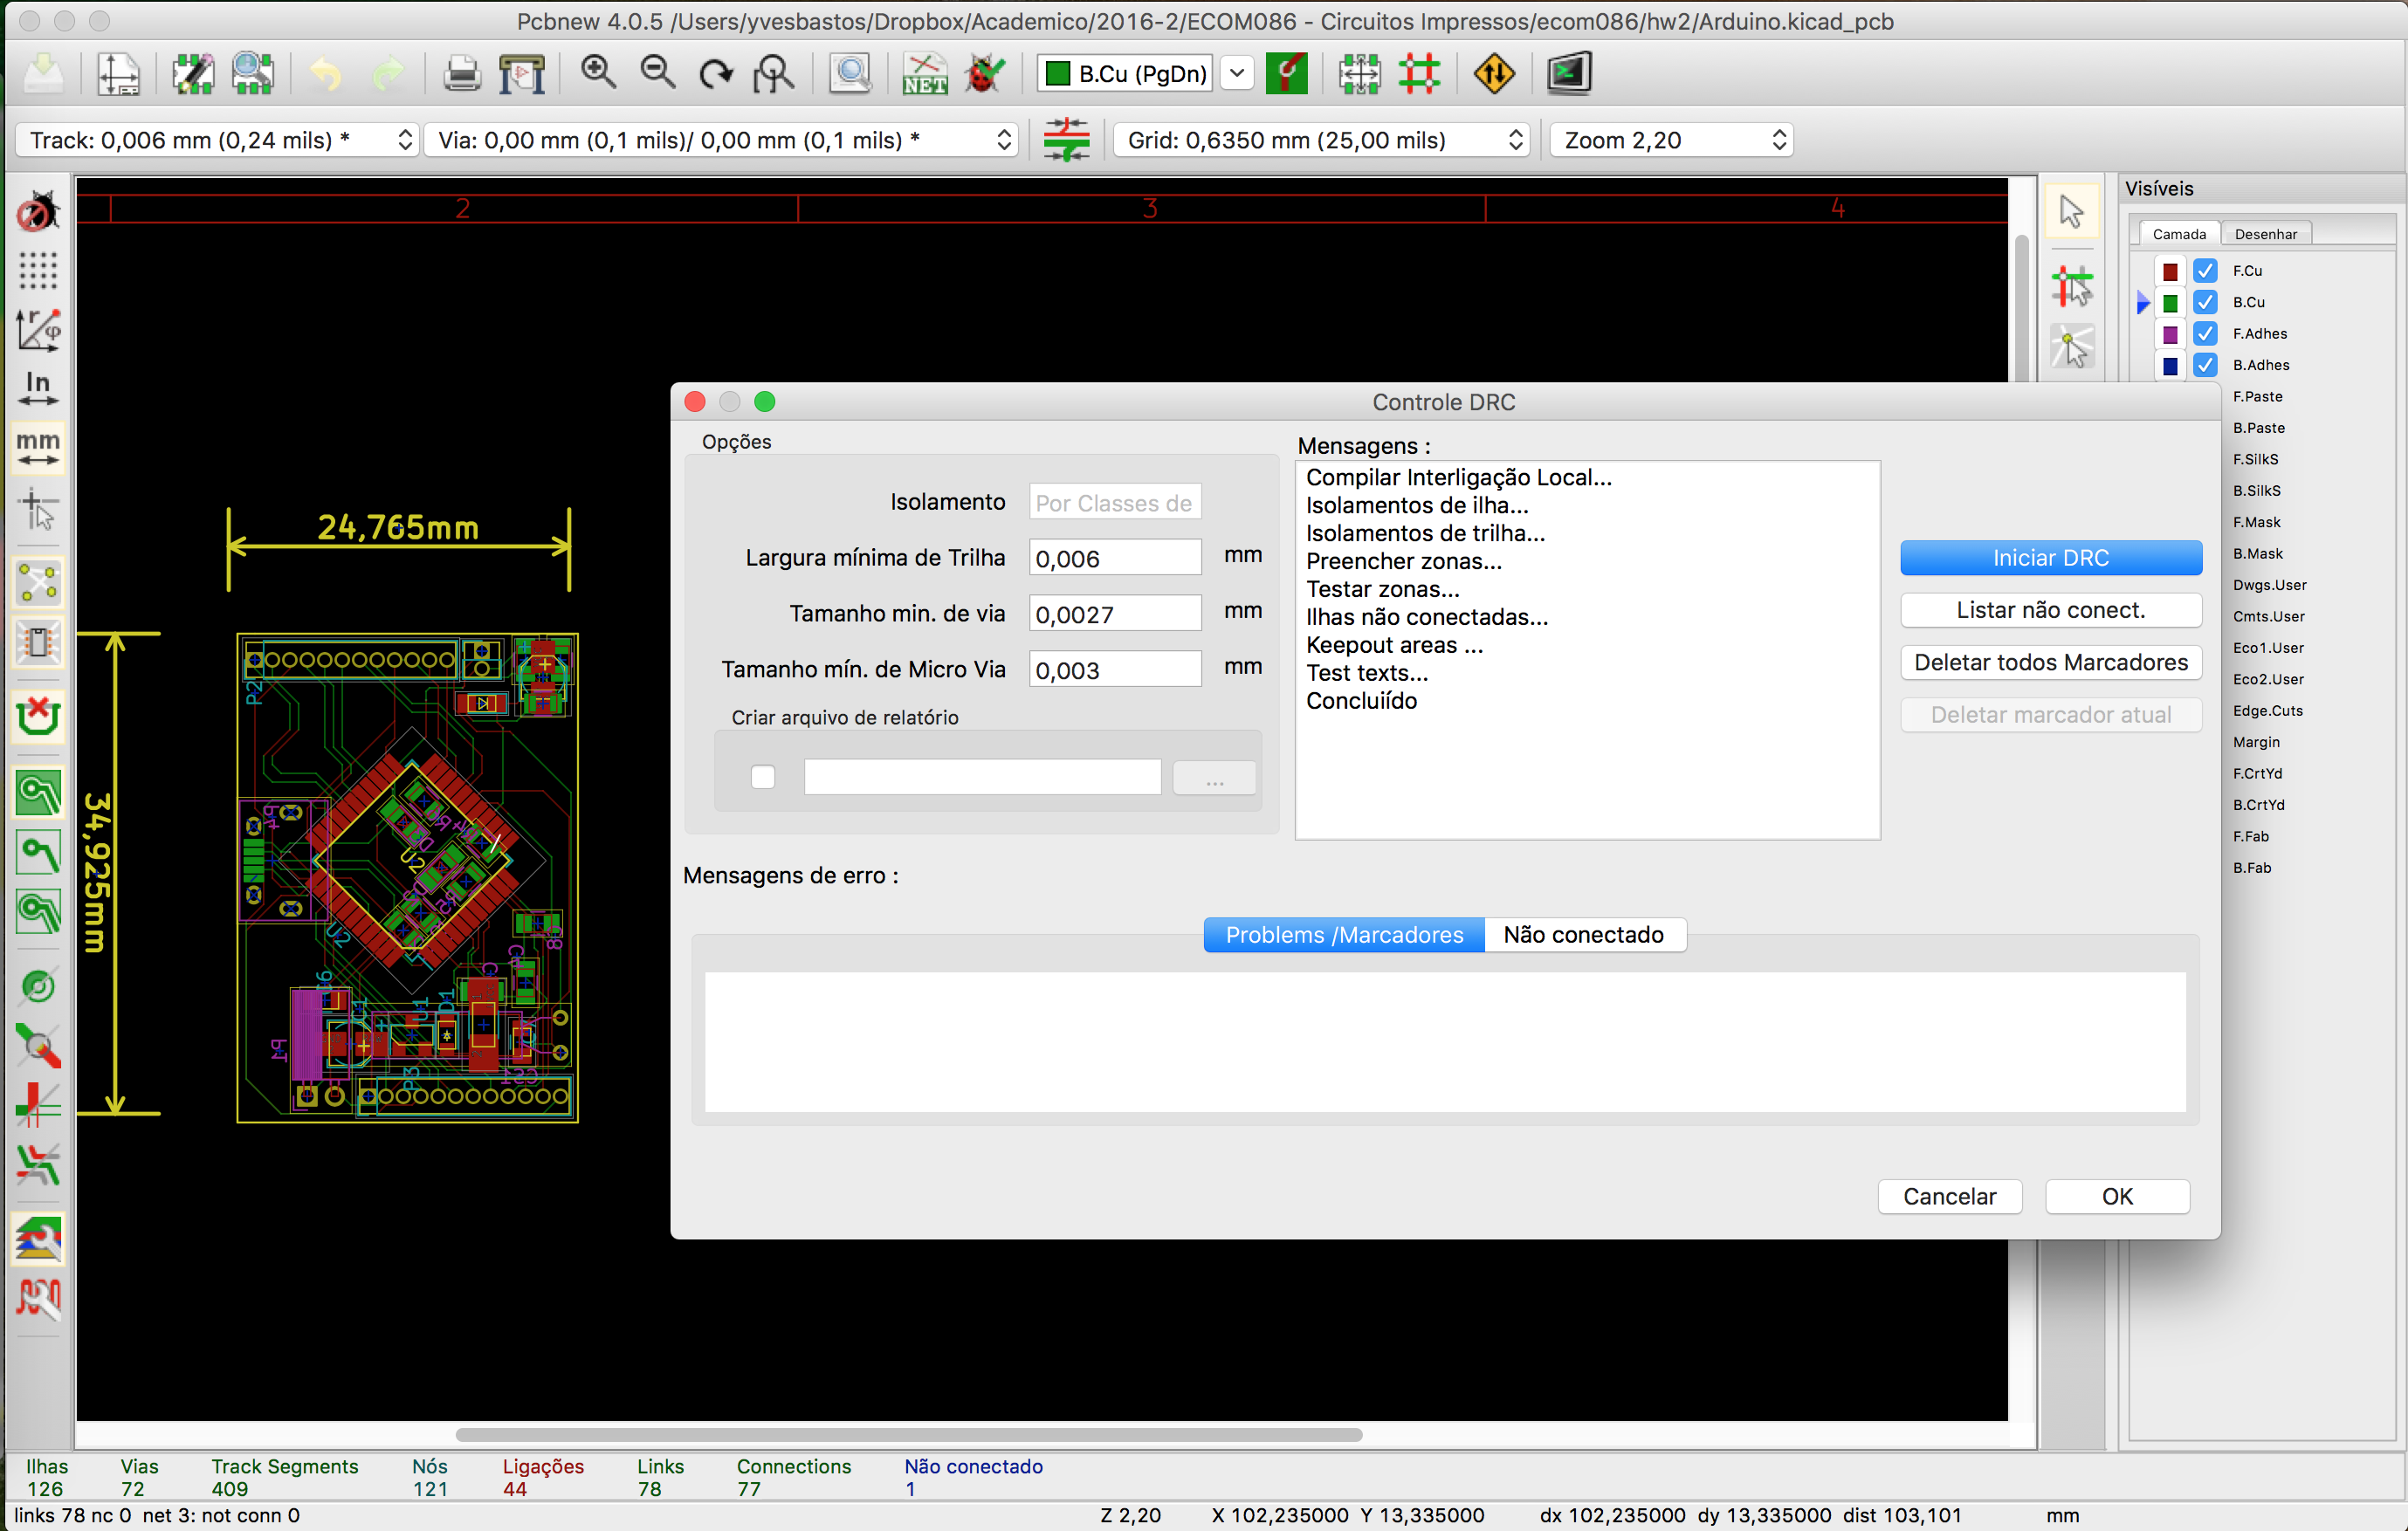 Pcbnew 4.0.5 /Users/yvesbastos/Dropbox/Academico/2016-2/ECOM086 - Circuitos Impressos/ecom086/hw2/Arduino.kicad_pcb
NET
B.Cu (PgDn)
Track: 0,006 mm (0,24 mils) *
Via: 0,00 mm (0,1 mils)/ 0,00 mm (0,1 mils) *
Grid: 0,6350 mm (25,00 mils)
Zoom 2,20
In
mm
2
3
4
24,765mm
34,925mm
P2
U2
U2
U1
D1
P1
P3
Visíveis
Camada
Desenhar
F.Cu
B.Cu
F.Adhes
B.Adhes
F.Paste
B.Paste
F.SilkS
B.SilkS
F.Mask
B.Mask
Dwgs.User
Cmts.User
Eco1.User
Eco2.User
Edge.Cuts
Margin
F.CrtYd
B.CrtYd
F.Fab
B.Fab
Controle DRC
Opções
Isolamento
Por Classes de
Largura mínima de Trilha
0,006
mm
Tamanho min. de via
0,0027
mm
Tamanho mín. de Micro Via
0,003
mm
Criar arquivo de relatório
...
Mensagens :
Compilar Interligação Local...
Isolamentos de ilha...
Isolamentos de trilha...
Preencher zonas...
Testar zonas...
Ilhas não conectadas...
Keepout areas ...
Test texts...
Concluiído
Iniciar DRC
Listar não conect.
Deletar todos Marcadores
Deletar marcador atual
Mensagens de erro :
Problems /Marcadores
Não conectado
Cancelar
OK
Ilhas
126
Vias
72
Track Segments
409
Nós
121
Ligações
44
Links
78
Connections
77
Não conectado
1
links 78 nc 0  net 3: not conn 0
Z 2,20
X 102,235000  Y 13,335000
dx 102,235000  dy 13,335000  dist 103,101
mm